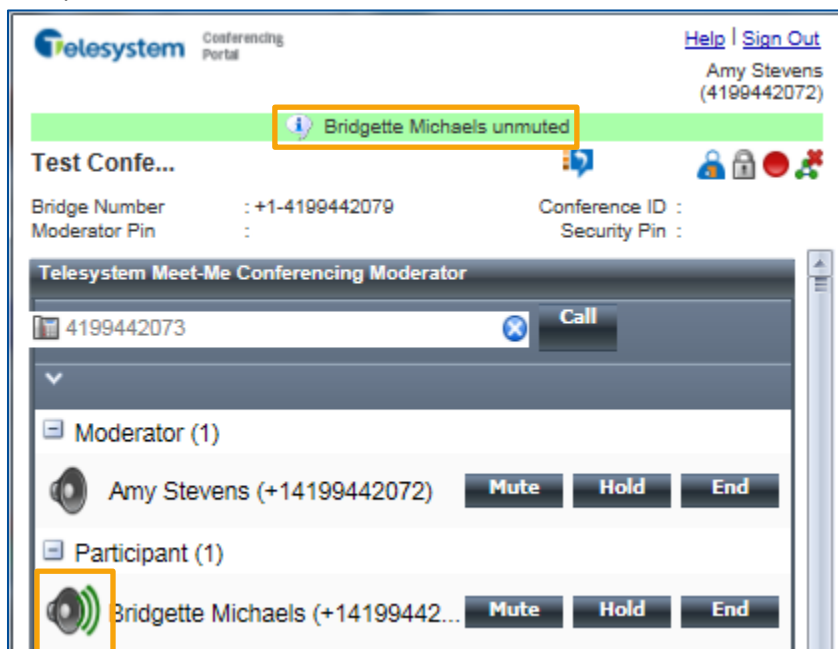 Telesystem Conferencing Portal
Help | Sign Out
Amy Stevens
(4199442072)
Bridgette Michaels unmuted
Test Confe...
Bridge Number : +1-4199442079 Conference ID :
Moderator Pin : Security Pin :
Telesystem Meet-Me Conferencing Moderator
4199442073 Call
Moderator (1)
Amy Stevens (+14199442072) Mute Hold End
Participant (1)
Bridgette Michaels (+14199442... Mute Hold End